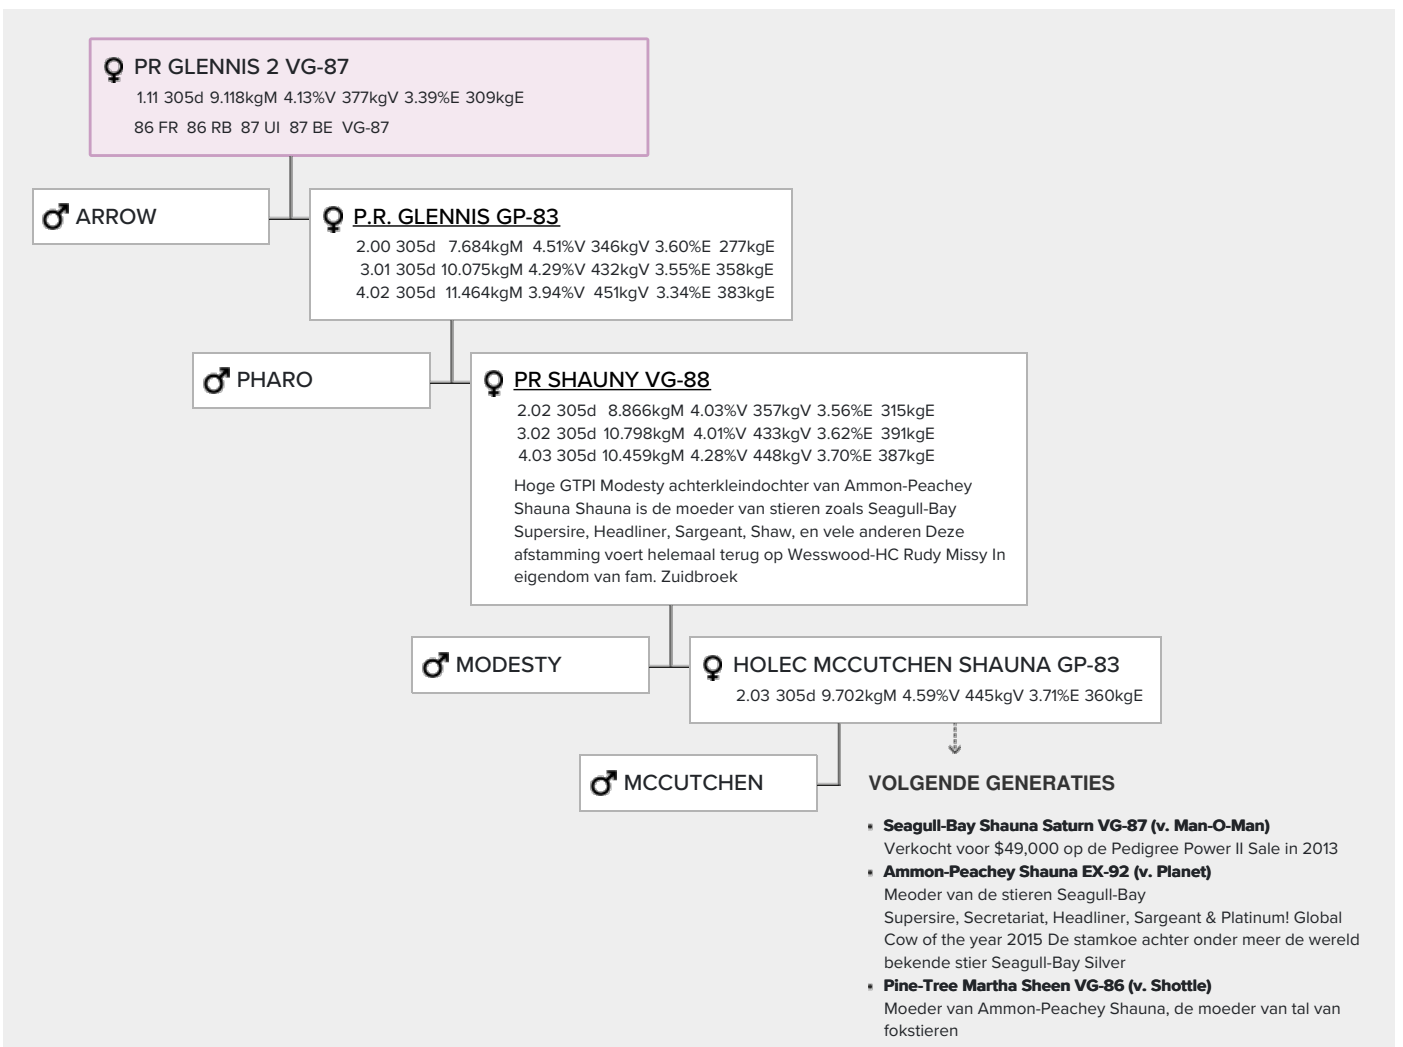 PR GLENNIS 2 VG-87
1.11 305d 9.118kgM 4.13%V 377kgV 3.39%E 309kgE
86 FR 86 RB 87 UI 87 BE VG-87
ARROW
P.R. GLENNIS GP-83
2.00 305d 7.684kgM 4.51%V 346kgV 3.60%E 277kgE
3.01 305d 10.075kgM 4.29%V 432kgV 3.55%E 358kgE
4.02 305d 11.464kgM 3.94%V 451kgV 3.34%E 383kgE
PHARO
PR SHAUNY VG-88
2.02 305d 8.866kgM 4.03%V 357kgV 3.56%E 315kgE
3.02 305d 10.798kgM 4.01%V 433kgV 3.62%E 391kgE
4.03 305d 10.459kgM 4.28%V 448kgV 3.70%E 387kgE
Hoge GTPI Modesty achterkleindochter van Ammon-Peachey
Shauna Shauna is de moeder van stieren zoals Seagull-Bay
Supersire, Headliner, Sargeant, Shaw, en vele anderen Deze
afstamming voert helemaal terug op Wesswood-HC Rudy Missy In
eigendom van fam. Zuidbroek
MODESTY
HOLEC MCCUTCHEN SHAUNA GP-83
2.03 305d 9.702kgM 4.59%V 445kgV 3.71%E 360kgE
MCCUTCHEN
VOLGENDE GENERATIES
Seagull-Bay Shauna Saturn VG-87 (v. Man-O-Man)
Verkocht voor $49,000 op de Pedigree Power II Sale in 2013
Ammon-Peachey Shauna EX-92 (v. Planet)
Meoder van de stieren Seagull-Bay
Supersire, Secretariat, Headliner, Sargeant & Platinum! Global
Cow of the year 2015 De stamkoe achter onder meer de wereld
bekende stier Seagull-Bay Silver
Pine-Tree Martha Sheen VG-86 (v. Shottle)
Moeder van Ammon-Peachey Shauna, de moeder van tal van
fokstieren